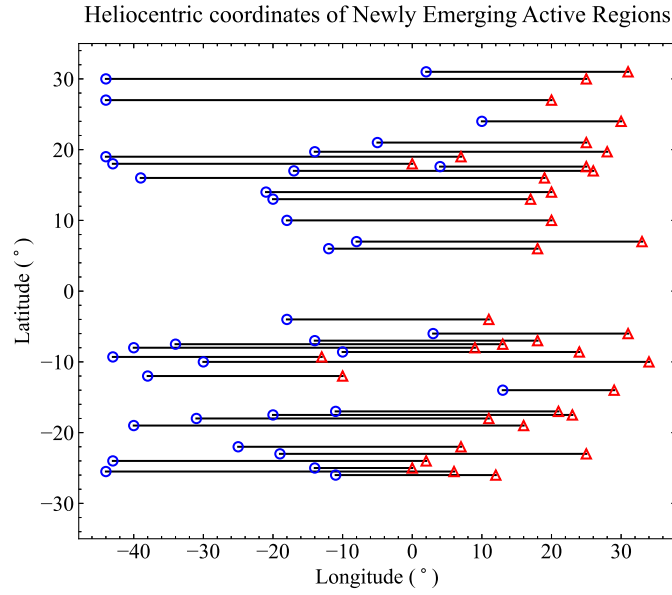 Heliocentric coordinates of Newly Emerging Active Regions
30
20
10
0
−10
−20
−30
Latitude ( ° )
−40 −30 −20 −10 0 10 20 30
Longitude ( ° )